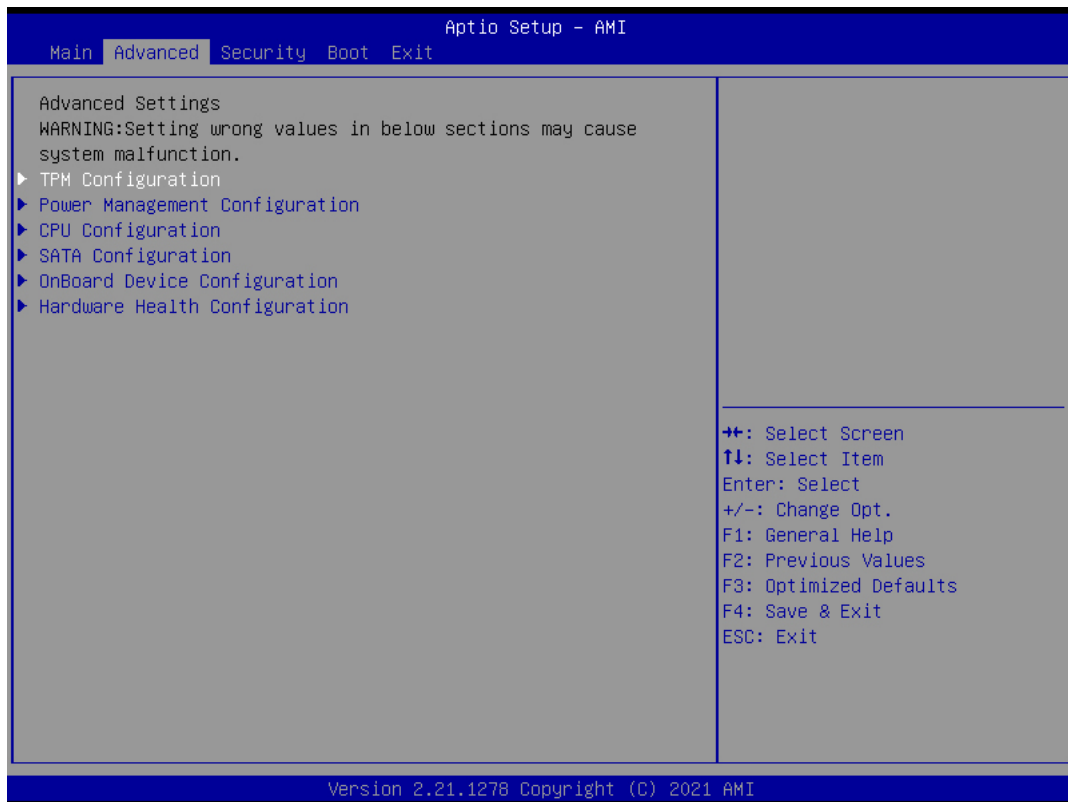 Aptio Setup – AMI
Main Advanced Security Boot Exit
Advanced Settings
WARNING:Setting wrong values in below sections may cause
system malfunction.
TPM Configuration
Power Management Configuration
CPU Configuration
SATA Configuration
OnBoard Device Configuration
Hardware Health Configuration
→←: Select Screen
↑↓: Select Item
Enter: Select
+/-: Change Opt.
F1: General Help
F2: Previous Values
F3: Optimized Defaults
F4: Save & Exit
ESC: Exit
Version 2.21.1278 Copyright (C) 2021 AMI